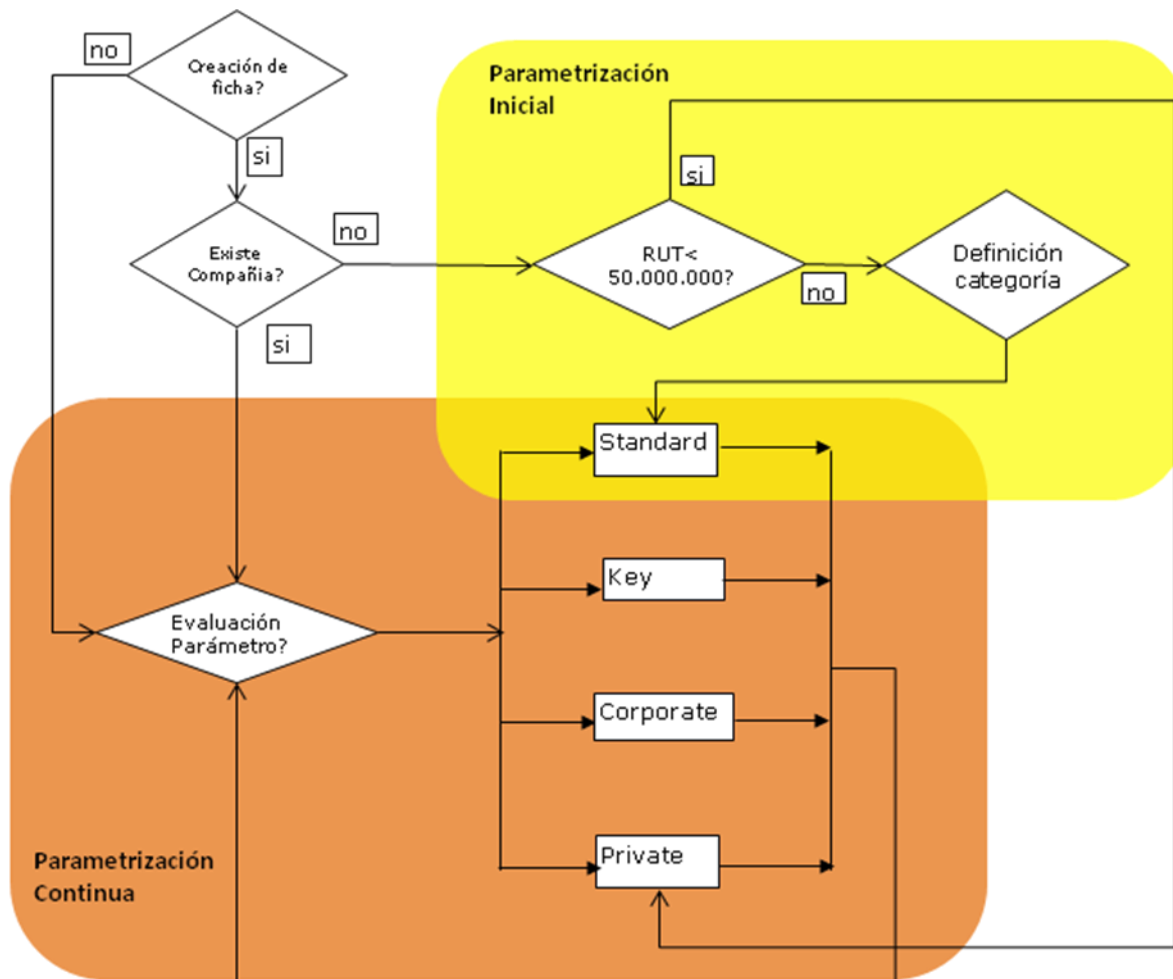 no
Creación de
ficha?
si
Parametrización
Inicial
si
Existe
Compañia?
no
RUT<
50.000.000?
no
Definición
categoría
si
Standard
Key
Evaluación
Parámetro?
Corporate
Private
Parametrización
Continua